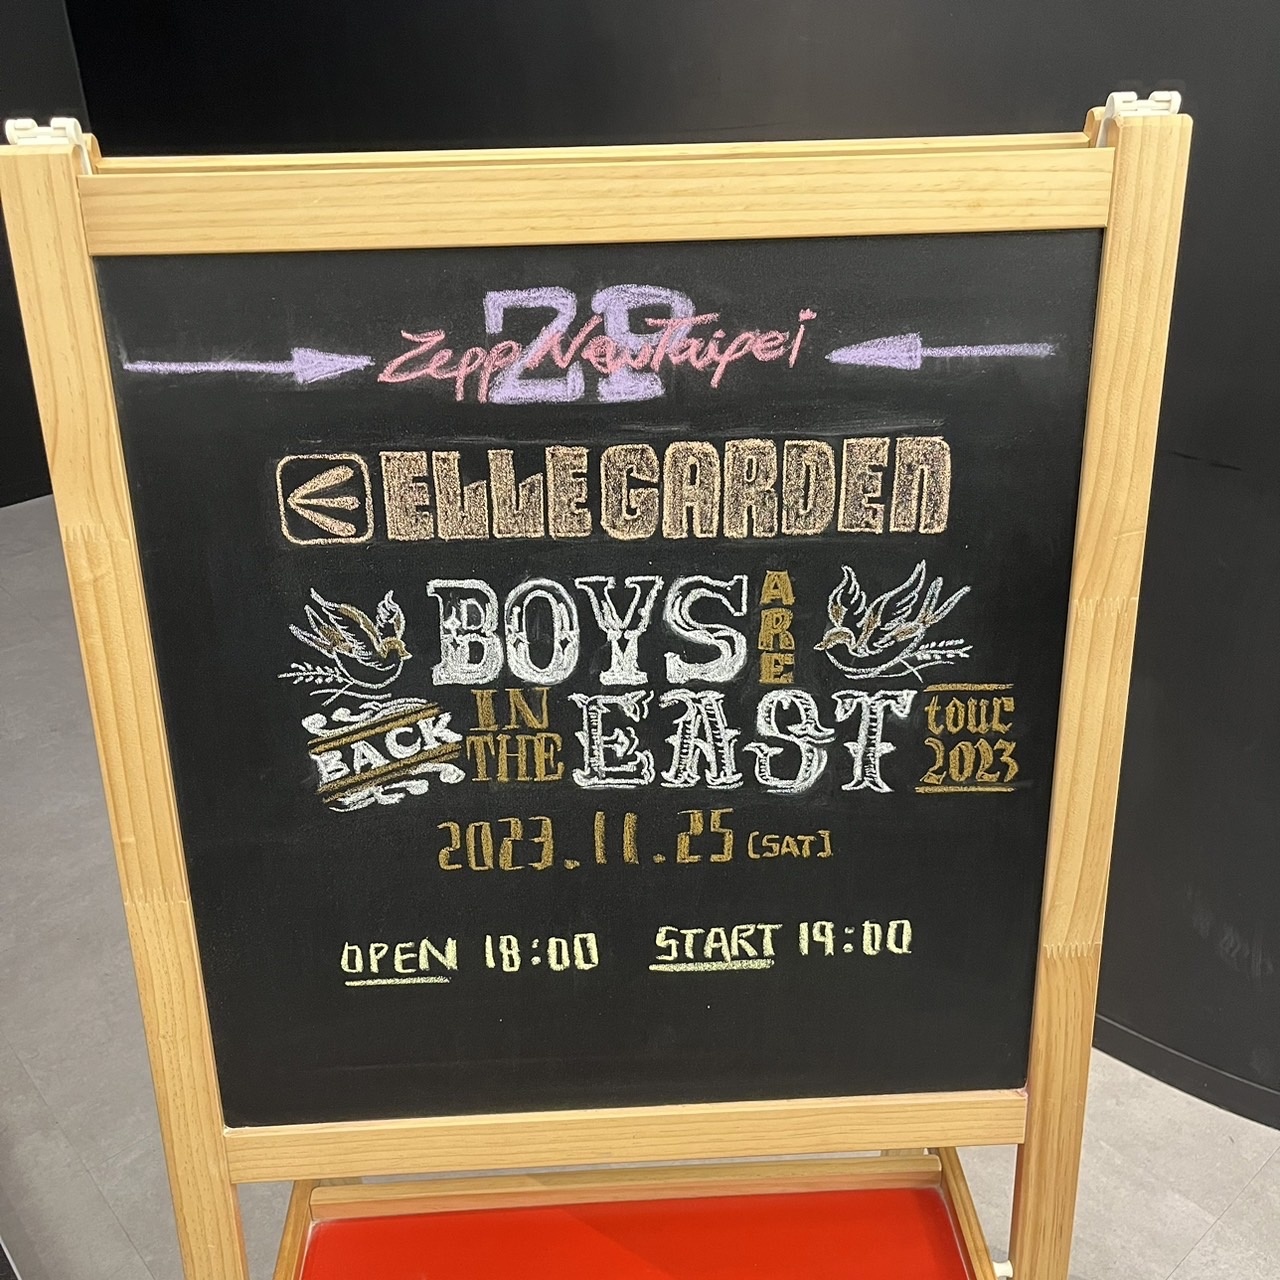 28
Zepp New Taipei
ELLEGARDEN
BOYS ARE
BACK IN THE EAST tour 2023
2023.11.25 [SAT]
OPEN 18:00 START 19:00